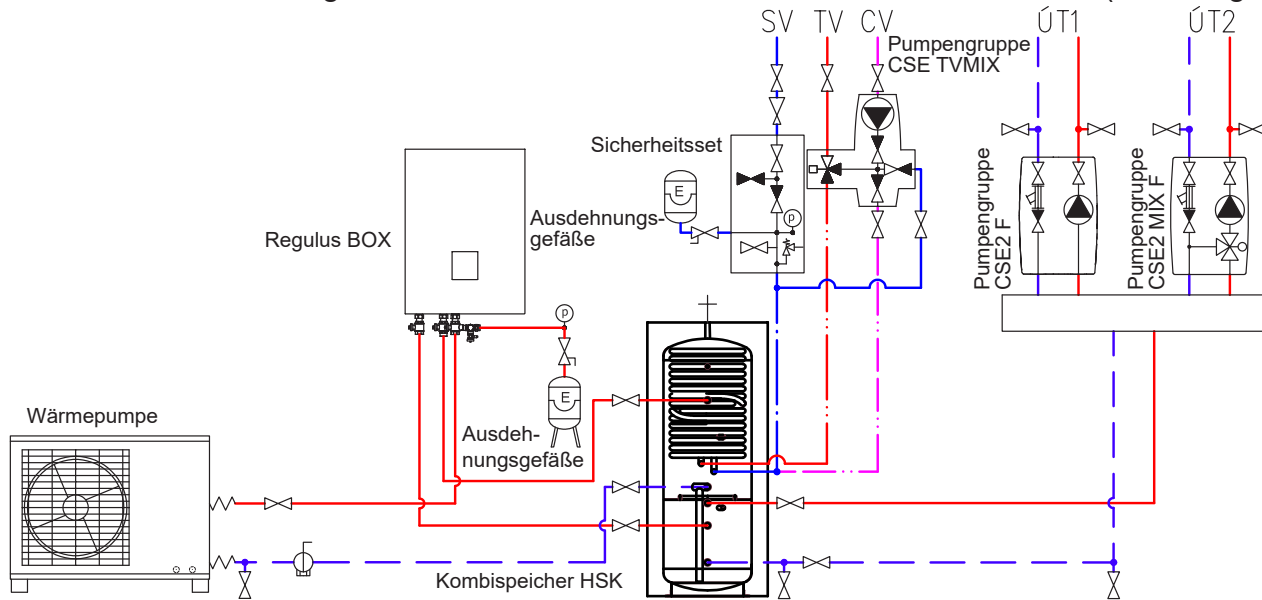 SV TV CV
ÚT1 ÚT2
Pumpengruppe
CSE TVMIX
Sicherheitsset
E
p
Ausdehnungs-
gefäße
Regulus BOX
Pumpengruppe
CSE2 F
Pumpengruppe
CSE2 MIX F
p
E
Wärmepumpe
Ausdeh-
nungsgefäße
Kombispeicher HSK